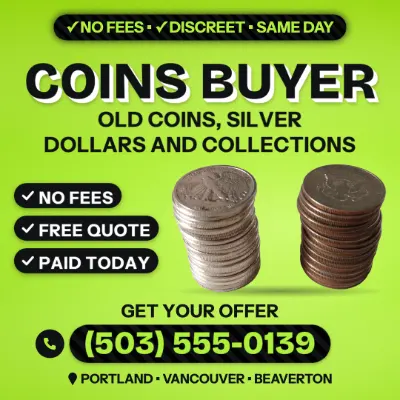 ✓NO FEES ▪ ✓DISCREET ▪ SAME DAY
COINS BUYER
OLD COINS, SILVER
DOLLARS AND COLLECTIONS
✓ NO FEES
✓ FREE QUOTE
✓ PAID TODAY
GET YOUR OFFER
(503) 555-0139
PORTLAND ▪ VANCOUVER ▪ BEAVERTON